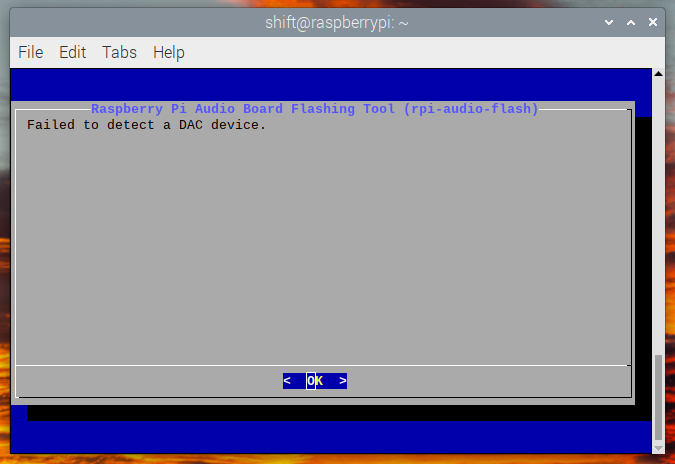 shift@raspberrypi: ~
File Edit Tabs Help
Raspberry Pi Audio Board Flashing Tool (rpi-audio-flash)
Failed to detect a DAC device.
< OK >